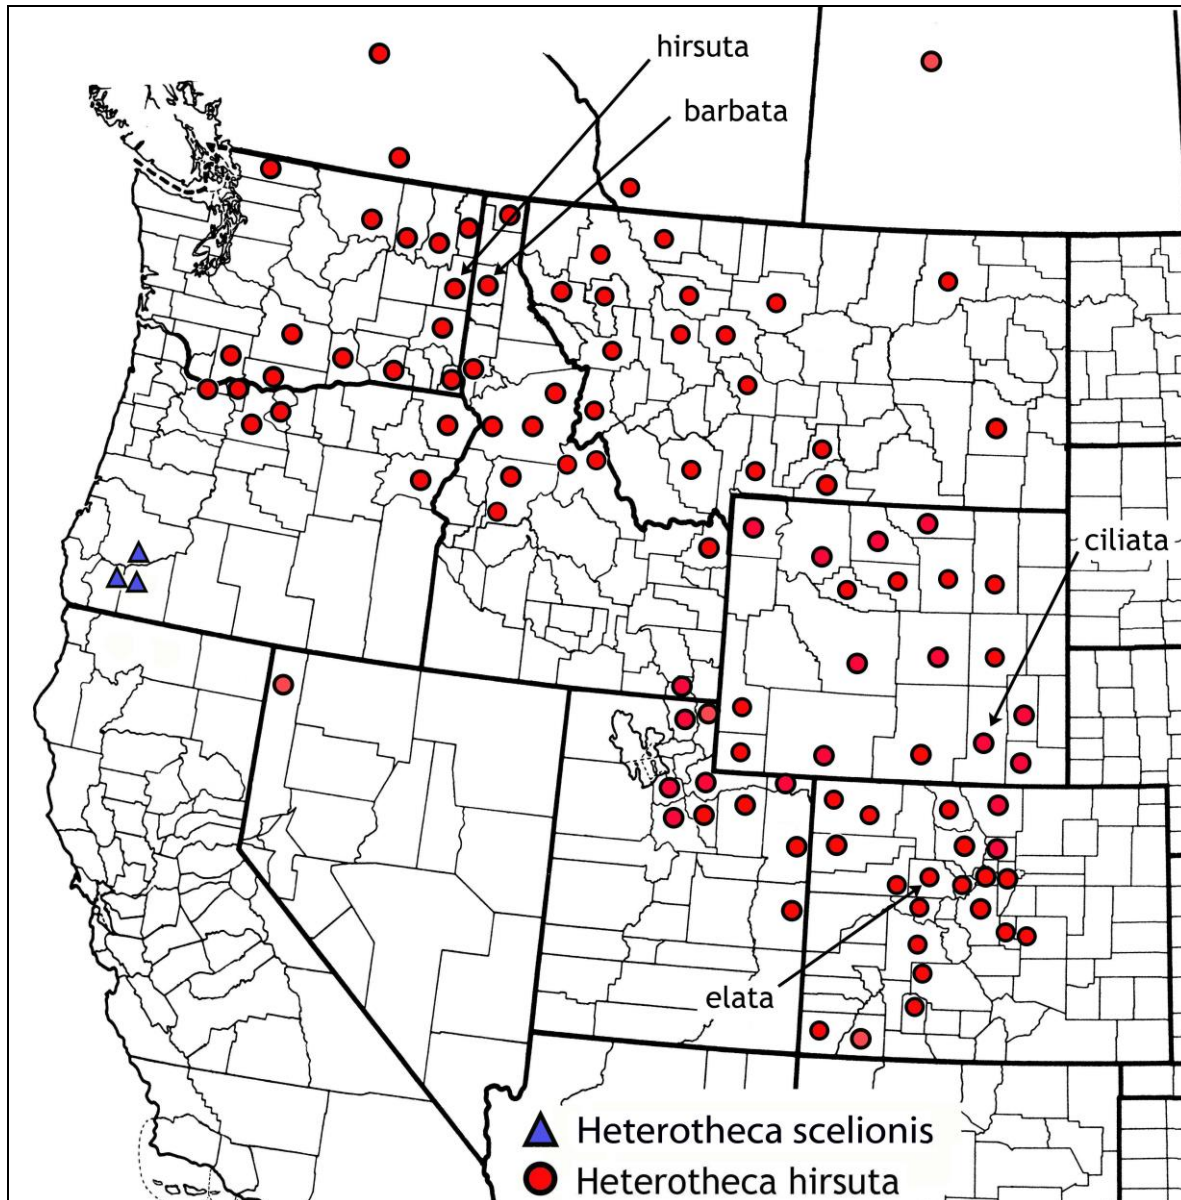 hirsuta
barbata
ciliata
elata
Heterotheca scelionis
Heterotheca hirsuta